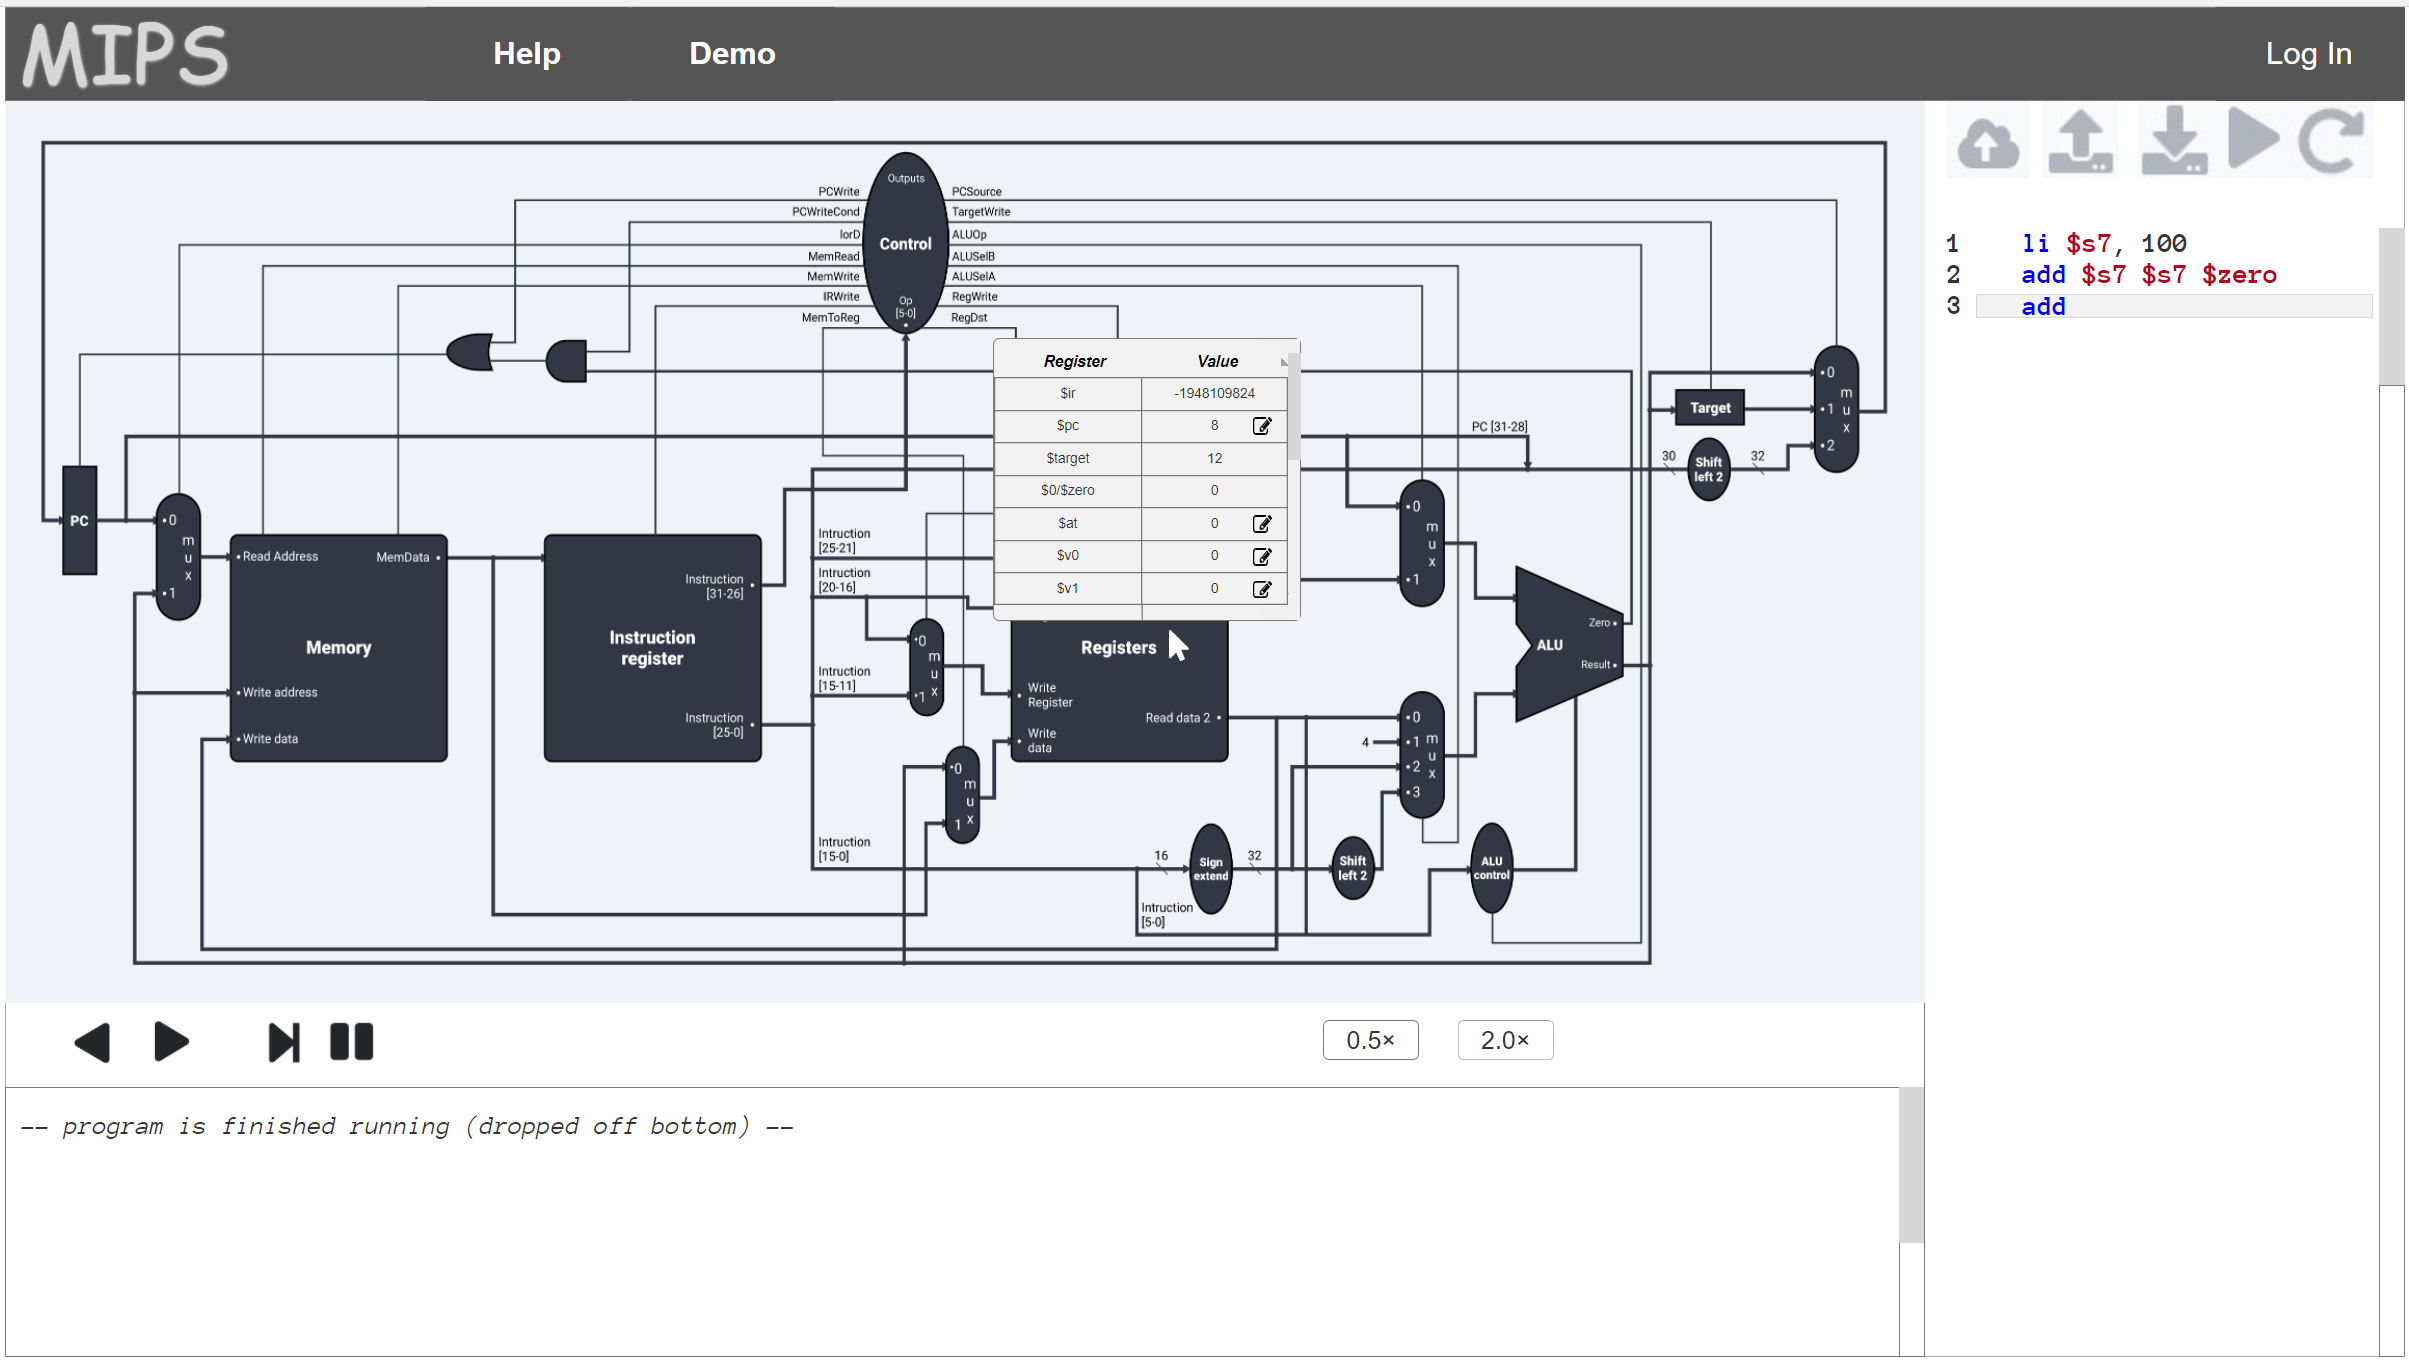 MIPS Help Demo Log In
Outputs
Control
Op
[5-0]
PCWrite
PCWriteCond
IorD
MemRead
MemWrite
IRWrite
MemToReg
PCSource
TargetWrite
ALUOp
ALUSelB
ALUSelA
RegWrite
RegDst
Register Value
$ir -1948109824
$pc 8
$target 12
$0/$zero 0
$at 0
$v0 0
$v1 0
PC [31-28]
Target
0
1
2
m
u
x
30
Shift
left 2
32
PC
0
m
u
x
1
Read Address
MemData
Memory
Write address
Write data
Instruction
[31-26]
Instruction
register
Instruction
[25-0]
Intruction
[25-21]
Intruction
[20-16]
Intruction
[15-11]
Intruction
[15-0]
0
m
u
x
1
0
m
u
x
1
Registers
Write
Register
Write
data
Read data 2
0
m
u
x
1
0
4
1
2
3
m
u
x
Zero
ALU
Result
16
Sign
extend
32
Shift
left 2
ALU
control
Intruction
[5-0]
0.5×
2.0×
-- program is finished running (dropped off bottom) --
1 li $s7, 100
2 add $s7 $s7 $zero
3 add